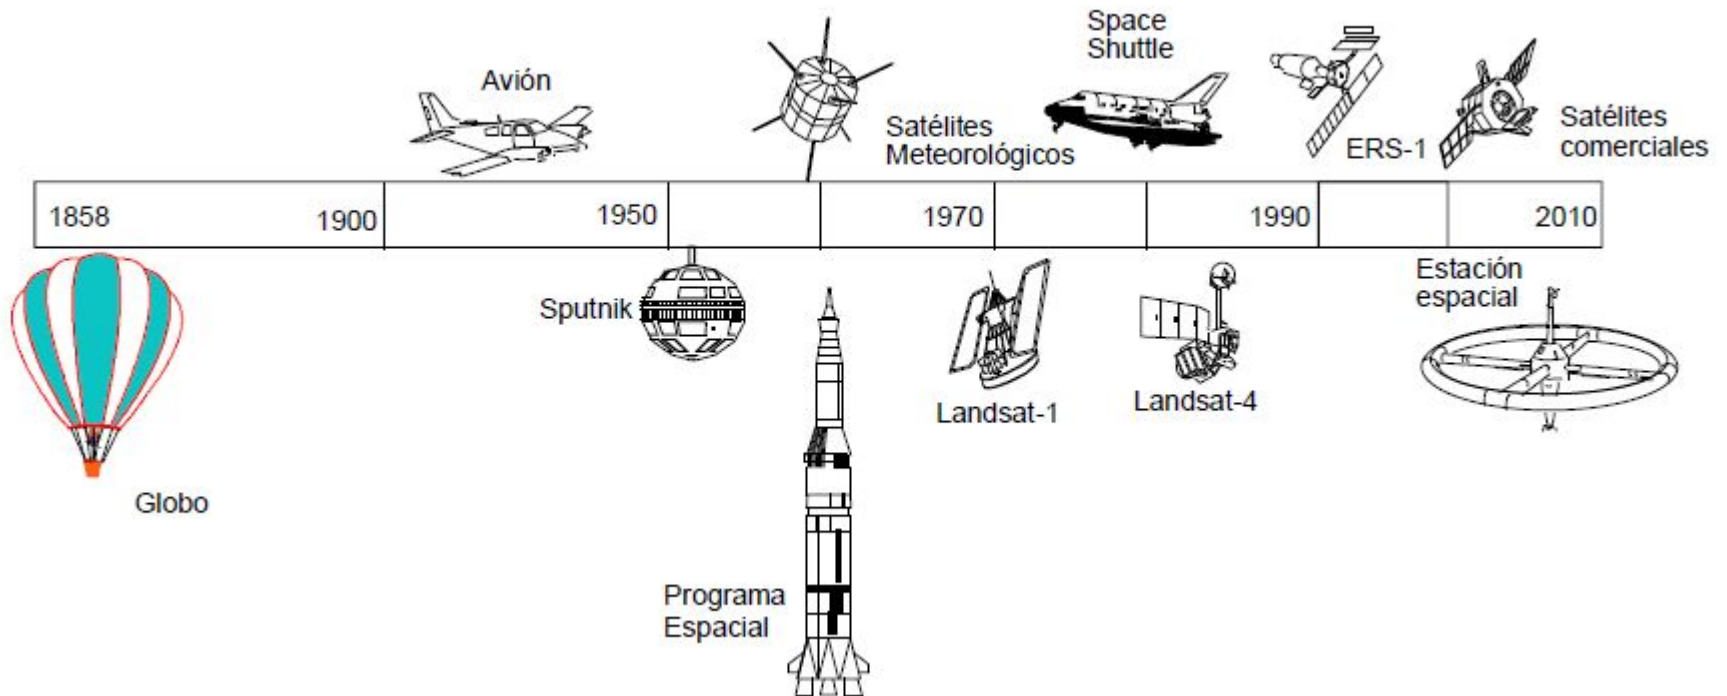 Space
Shuttle
Avión
Satélites
Meteorológicos
ERS-1
Satélites
comerciales
1858
1900
1950
1970
1990
2010
Sputnik
Estación
espacial
Landsat-1
Landsat-4
Globo
Programa
Espacial